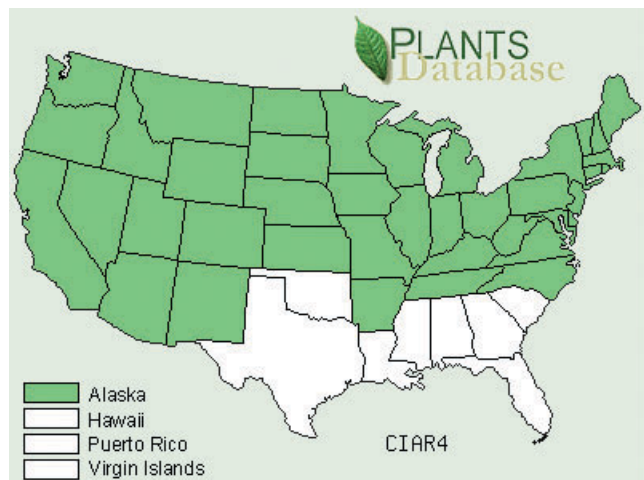 PLANTS
Database
Alaska
Hawaii
Puerto Rico
Virgin Islands
CIAR4